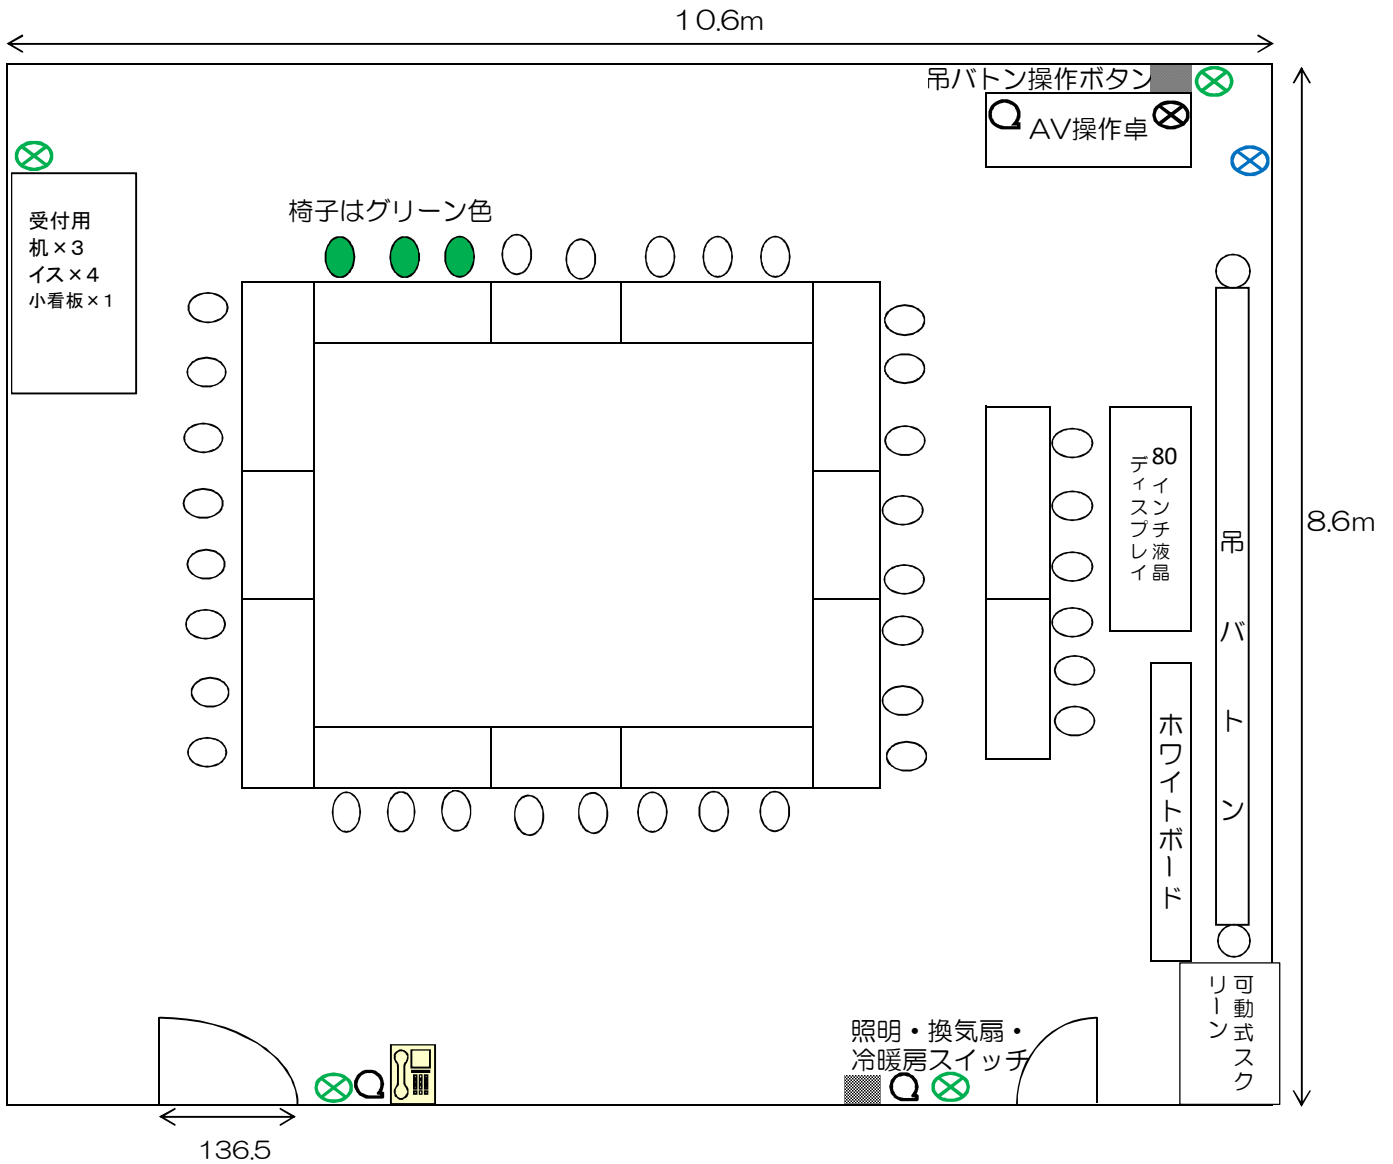 10.6m
吊バトン操作ボタン
AV操作卓
受付用
机×3
イス×4
小看板×1
椅子はグリーン色
80インチ液晶
ディスプレイ
吊バトン
8.6m
ホワイトボード
可動式スク
リーン
照明・換気扇・
冷暖房スイッチ
136.5